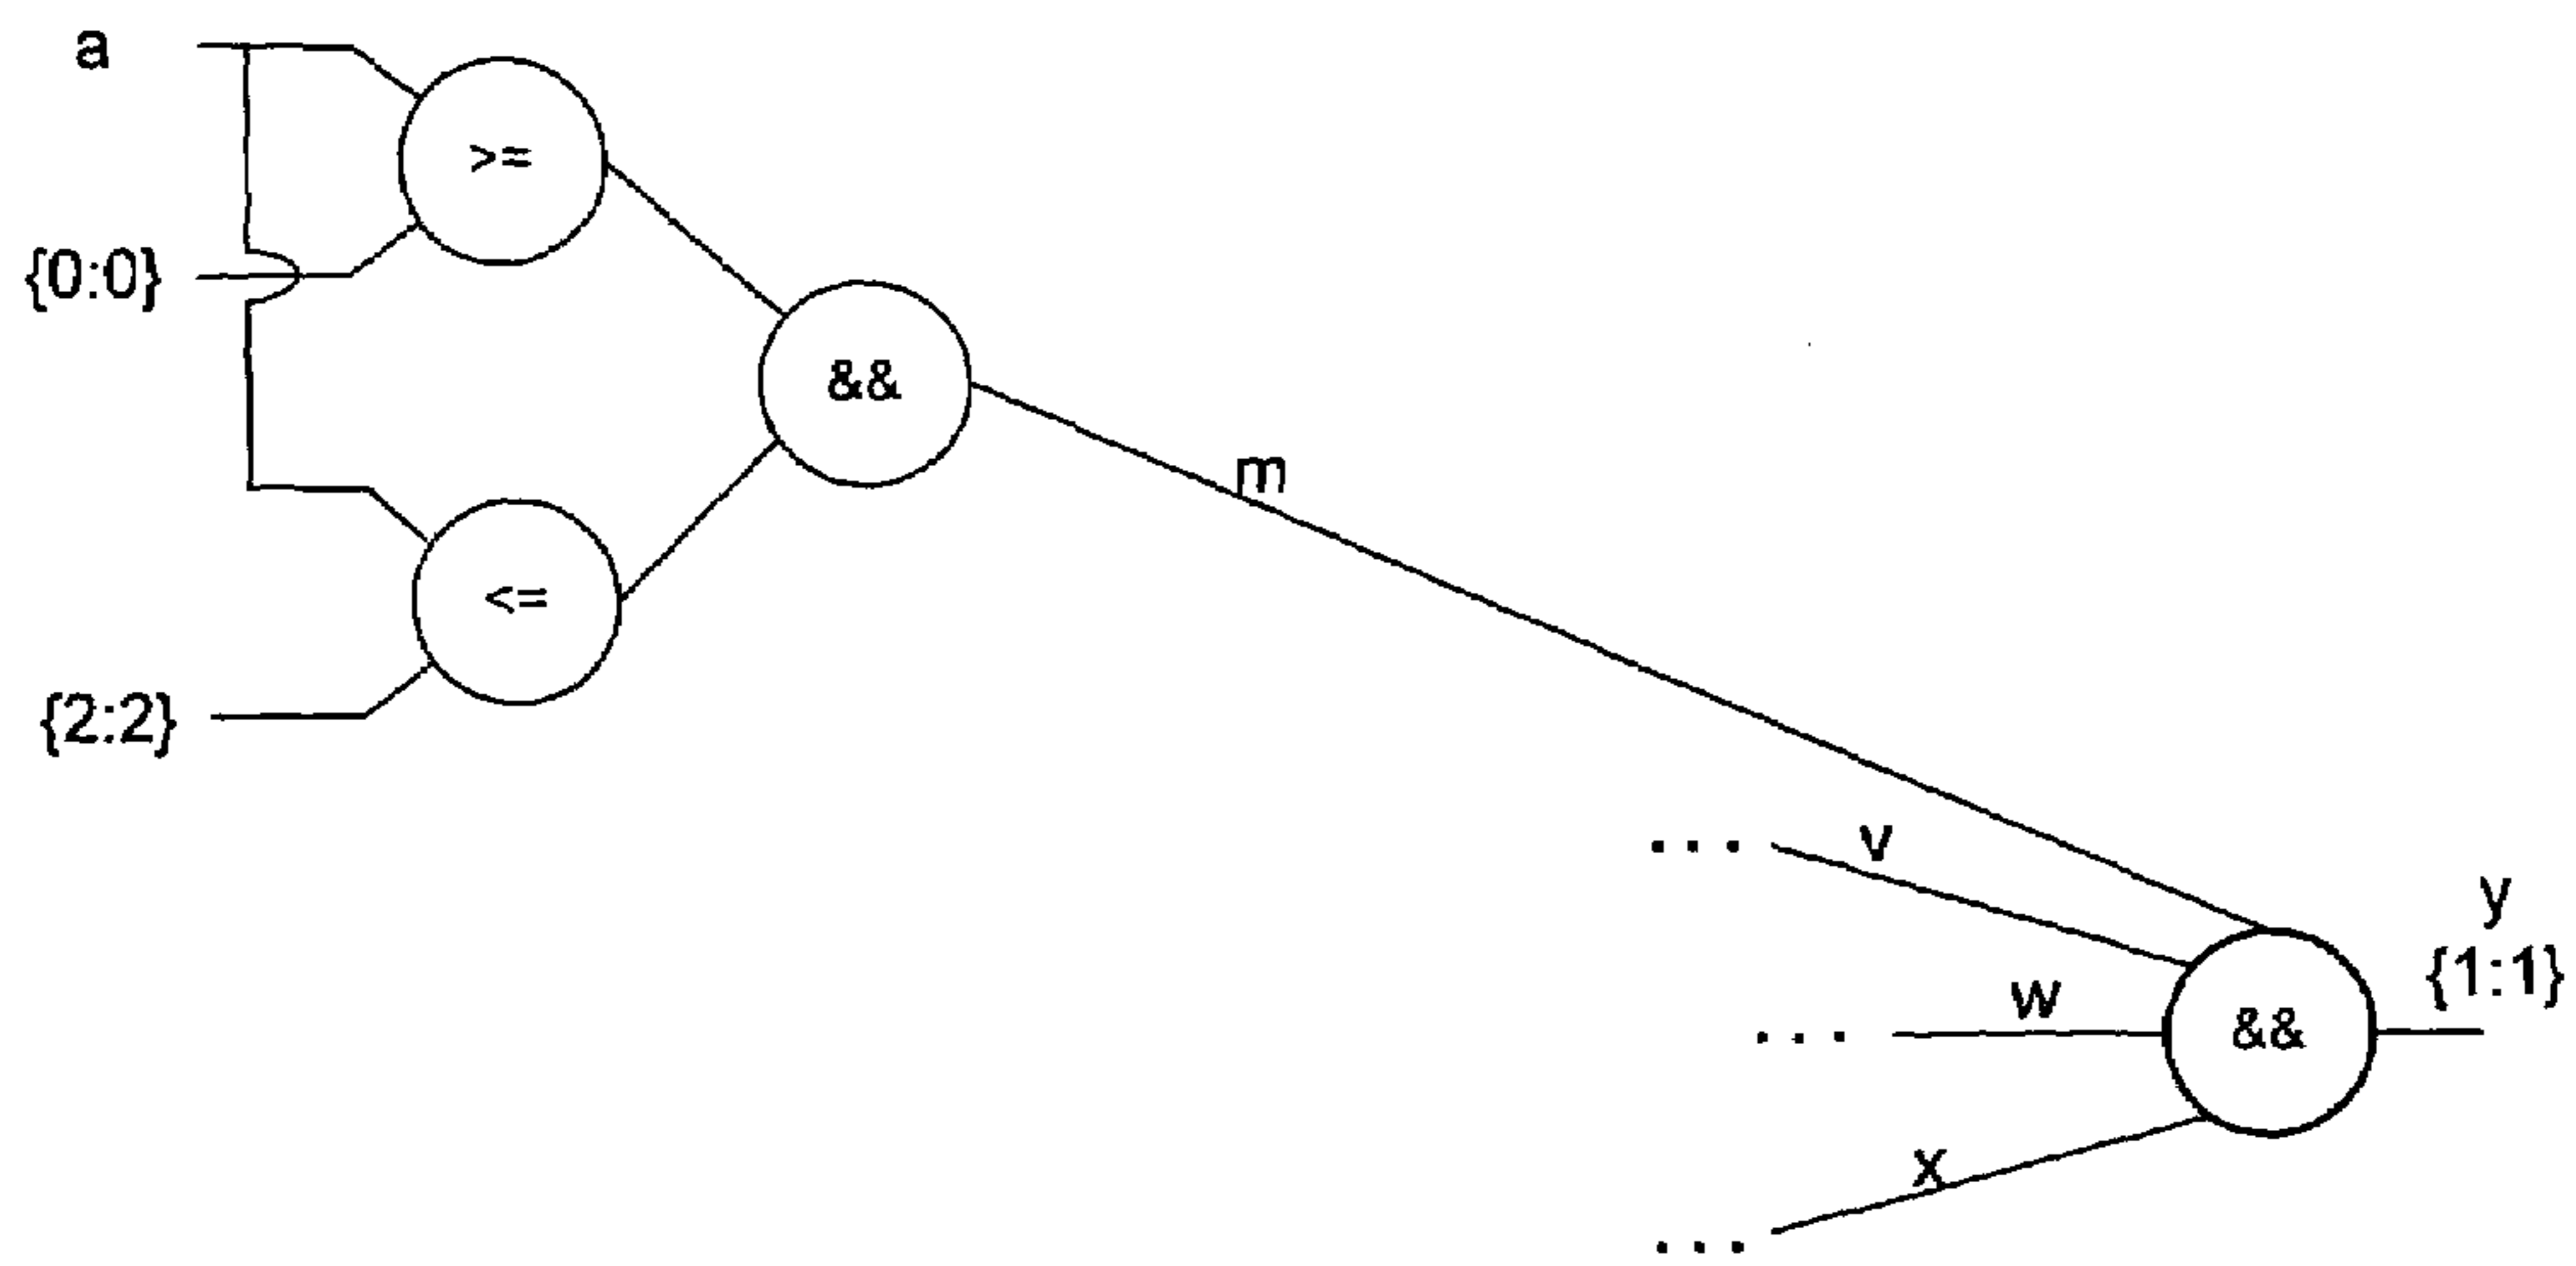 a
>=
{0:0}
&&
m
<=
{2:2}
... v
y
{1:1}
... w
&&
x
...